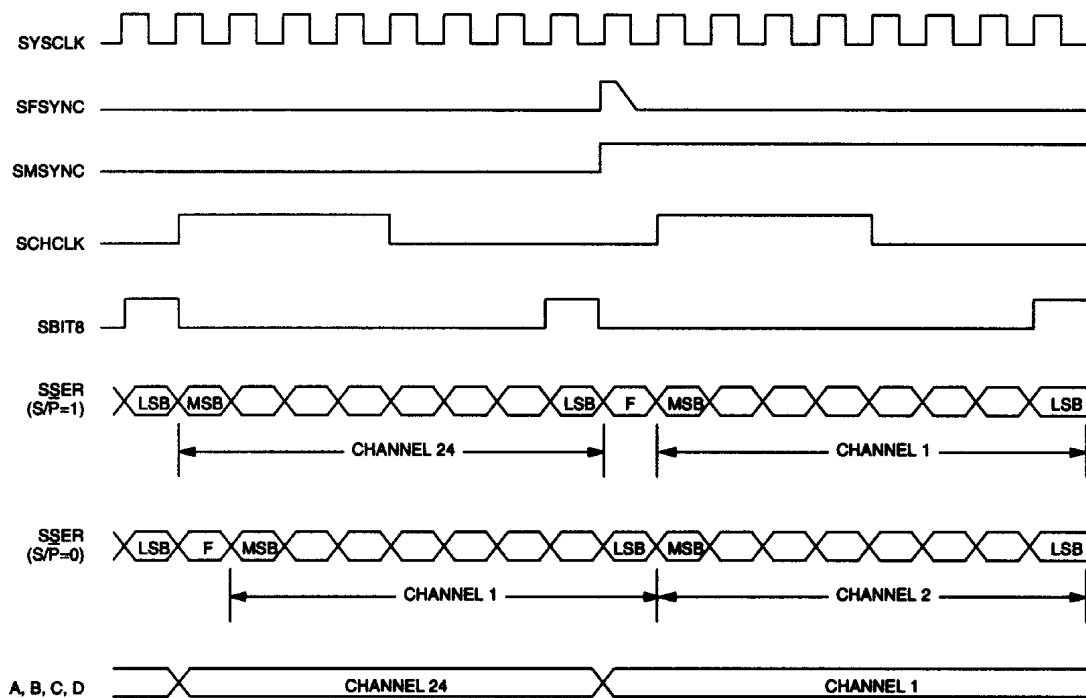 SYSCLK
SFSYNC
SMSYNC
SCHCLK
SBIT8
SSER
(S/P̅=1)
LSB MSB LSB F MSB LSB
CHANNEL 24 CHANNEL 1
SSER
(S/P̅=0)
LSB F MSB LSB MSB LSB
CHANNEL 1 CHANNEL 2
A, B, C, D CHANNEL 24 CHANNEL 1